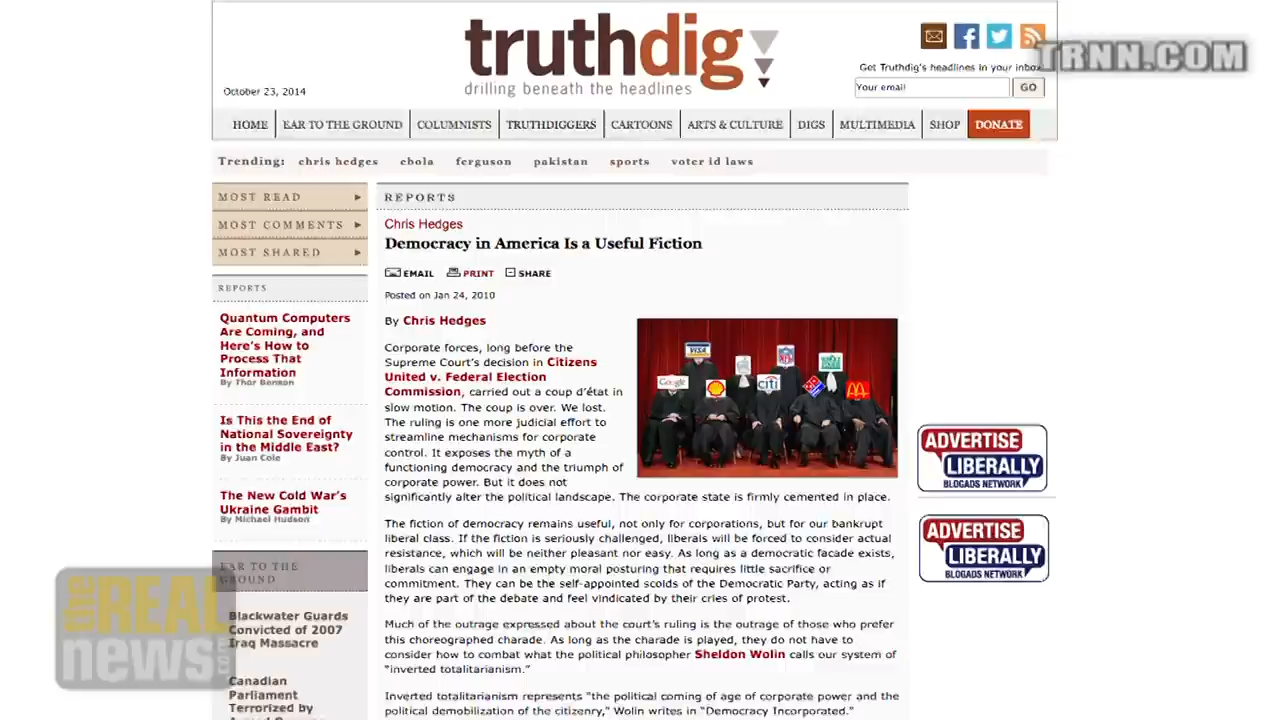 truthdig
drilling beneath the headlines
TRNN.COM
Get Truthdig's headlines in your inbox
October 23, 2014
Your email
GO
HOME
EAR TO THE GROUND
COLUMNISTS
TRUTHDIGGERS
CARTOONS
ARTS & CULTURE
DIGS
MULTIMEDIA
SHOP
DONATE
Trending: chris hedges ebola ferguson pakistan sports voter id laws
MOST READ
MOST COMMENTS
MOST SHARED
REPORTS
Quantum Computers
Are Coming, and
Here's How to
Process That
Information
By Thor Benson
Is This the End of
National Sovereignty
in the Middle East?
By Juan Cole
The New Cold War's
Ukraine Gambit
By Michael Hudson
EAR TO THE
GROUND
Blackwater Guards
Convicted of 2007
Iraq Massacre
Canadian
Parliament
Terrorized by
the REAL
news
REPORTS
Chris Hedges
Democracy in America Is a Useful Fiction
EMAIL PRINT SHARE
Posted on Jan 24, 2010
By Chris Hedges
Corporate forces, long before the
Supreme Court's decision in Citizens
United v. Federal Election
Commission, carried out a coup d'état in
slow motion. The coup is over. We lost.
The ruling is one more judicial effort to
streamline mechanisms for corporate
control. It exposes the myth of a
functioning democracy and the triumph of
corporate power. But it does not
significantly alter the political landscape. The corporate state is firmly cemented in place.
VISA
NFL
Google
citi
The fiction of democracy remains useful, not only for corporations, but for our bankrupt
liberal class. If the fiction is seriously challenged, liberals will be forced to consider actual
resistance, which will be neither pleasant nor easy. As long as a democratic facade exists,
liberals can engage in an empty moral posturing that requires little sacrifice or
commitment. They can be the self-appointed scolds of the Democratic Party, acting as if
they are part of the debate and feel vindicated by their cries of protest.
Much of the outrage expressed about the court's ruling is the outrage of those who prefer
this choreographed charade. As long as the charade is played, they do not have to
consider how to combat what the political philosopher Sheldon Wolin calls our system of
“inverted totalitarianism.”
Inverted totalitarianism represents “the political coming of age of corporate power and the
political demobilization of the citizenry,” Wolin writes in “Democracy Incorporated.”
ADVERTISE
LIBERALLY
BLOGADS NETWORK
ADVERTISE
LIBERALLY
BLOGADS NETWORK